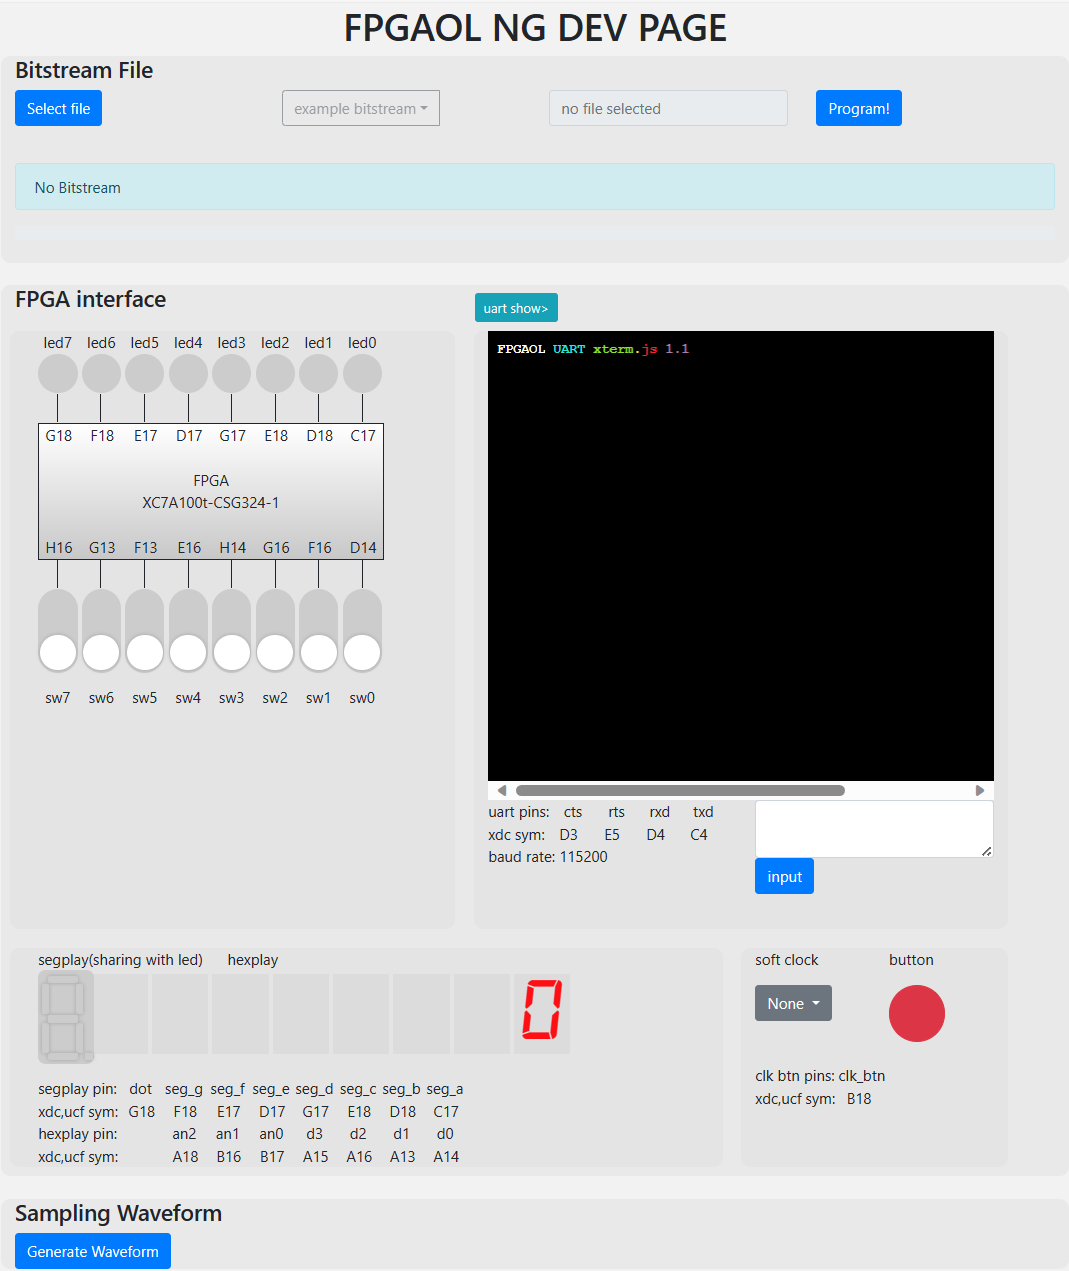 FPGAOL NG DEV PAGE
Bitstream File
Select file example bitstream no file selected Program!
No Bitstream
FPGA interface
uart show>
led7 led6 led5 led4 led3 led2 led1 led0
G18 F18 E17 D17 G17 E18 D18 C17
FPGA
XC7A100t-CSG324-1
H16 G13 F13 E16 H14 G16 F16 D14
sw7 sw6 sw5 sw4 sw3 sw2 sw1 sw0
FPGAOL UART xterm.js 1.1
uart pins: cts rts rxd txd
xdc sym: D3 E5 D4 C4
baud rate: 115200
input
segplay(sharing with led) hexplay
0
segplay pin: dot seg_g seg_f seg_e seg_d seg_c seg_b seg_a
xdc,ucf sym: G18 F18 E17 D17 G17 E18 D18 C17
hexplay pin: an2 an1 an0 d3 d2 d1 d0
xdc,ucf sym: A18 B16 B17 A15 A16 A13 A14
soft clock button
None
clk btn pins: clk_btn
xdc,ucf sym: B18
Sampling Waveform
Generate Waveform